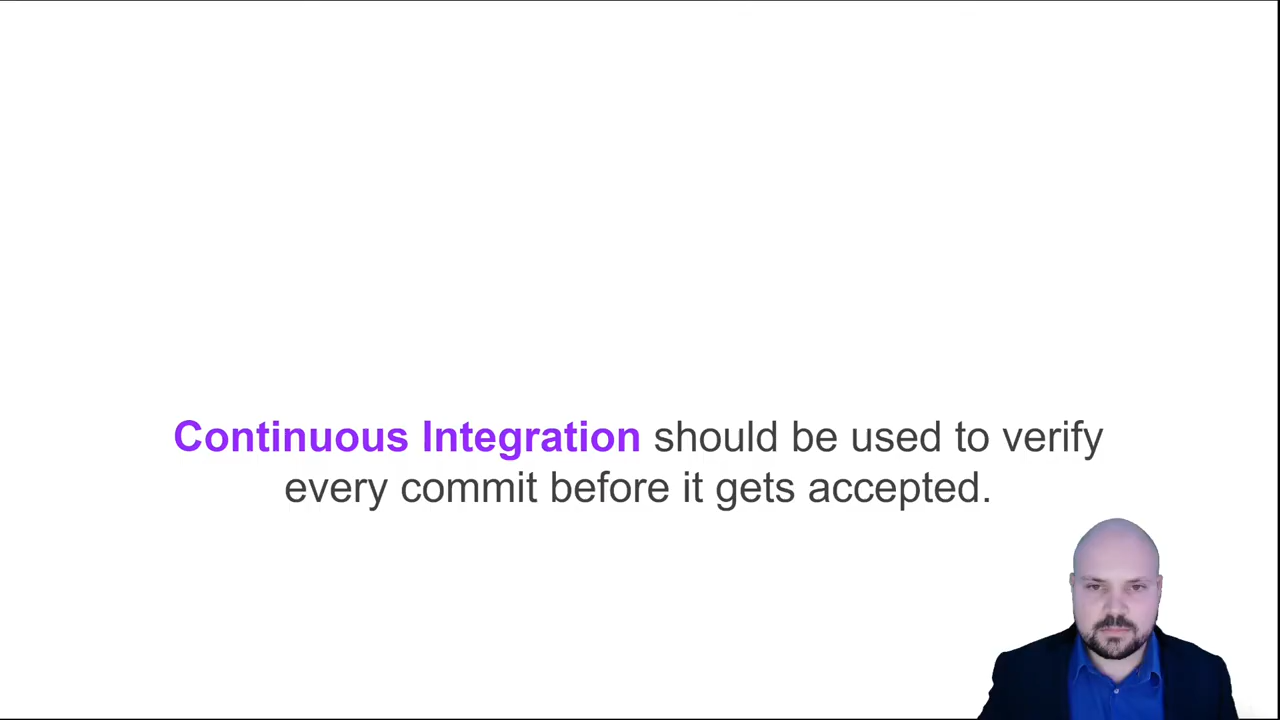 Continuous Integration should be used to verify
every commit before it gets accepted.